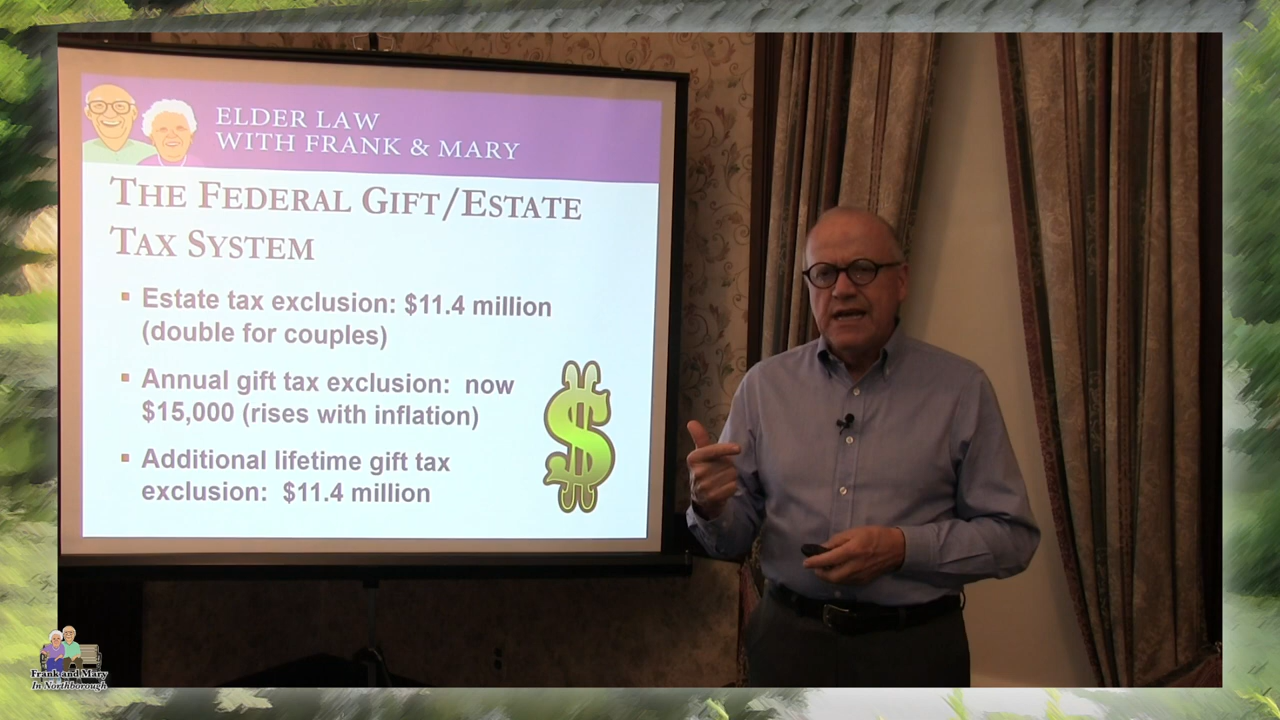 ELDER LAW
WITH FRANK & MARY
THE FEDERAL GIFT/ESTATE
TAX SYSTEM
Estate tax exclusion: $11.4 million
(double for couples)
Annual gift tax exclusion: now
$15,000 (rises with inflation)
Additional lifetime gift tax
exclusion: $11.4 million
Frank and Mary
In Northborough